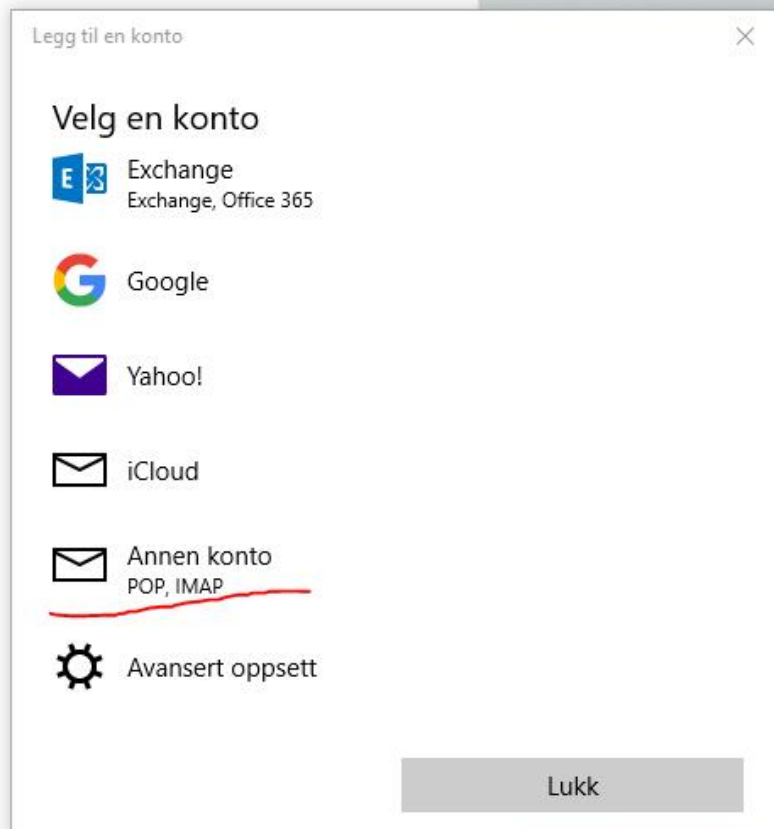 Legg til en konto
Velg en konto
Exchange
Exchange, Office 365
Google
Yahoo!
iCloud
Annen konto
POP, IMAP
Avansert oppsett
Lukk